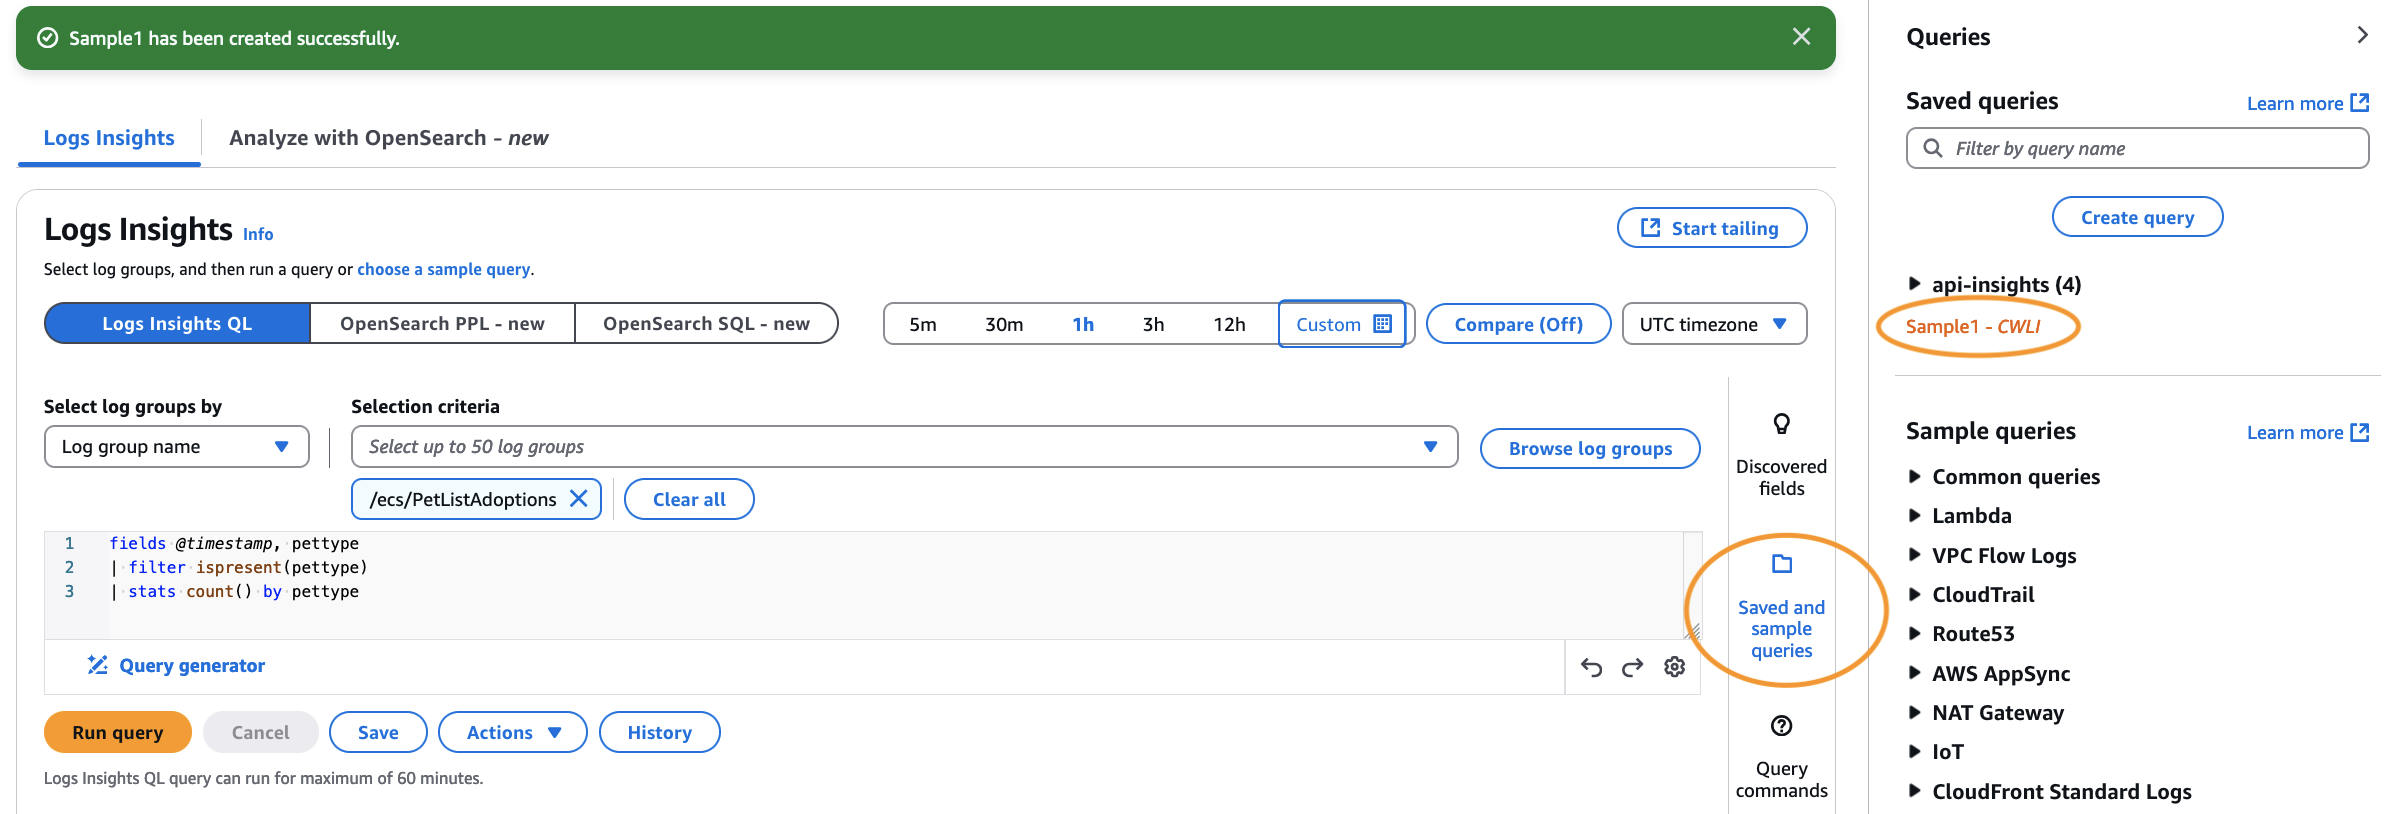 Sample1 has been created successfully.
Logs Insights
Analyze with OpenSearch - new
Logs Insights Info
Start tailing
Select log groups, and then run a query or choose a sample query.
Logs Insights QL
OpenSearch PPL - new
OpenSearch SQL - new
5m
30m
1h
3h
12h
Custom
Compare (Off)
UTC timezone
Select log groups by
Selection criteria
Log group name
Select up to 50 log groups
Browse log groups
/ecs/PetListAdoptions
Clear all
1 fields @timestamp, pettype
2 | filter ispresent(pettype)
3 | stats count() by pettype
Query generator
Run query
Cancel
Save
Actions
History
Logs Insights QL query can run for maximum of 60 minutes.
Discovered
fields
Saved and
sample
queries
Query
commands
Queries
Saved queries
Learn more
Filter by query name
Create query
api-insights (4)
Sample1 - CWLI
Sample queries
Learn more
Common queries
Lambda
VPC Flow Logs
CloudTrail
Route53
AWS AppSync
NAT Gateway
IoT
CloudFront Standard Logs